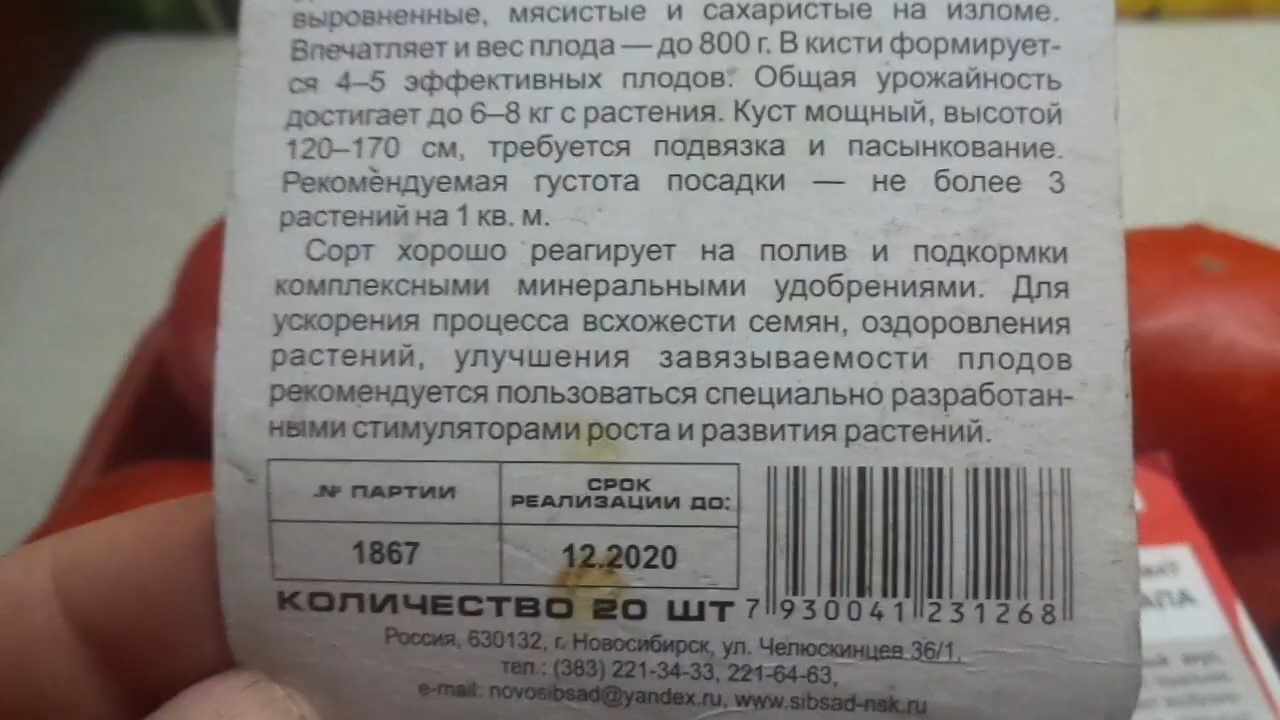 выровненные, мясистые и сахаристые на изломе.
Впечатляет и вес плода — до 800 г. В кисти формирует-
ся 4–5 эффективных плодов. Общая урожайность
достигает до 6–8 кг с растения. Куст мощный, высотой
120–170 см, требуется подвязка и пасынкование.
Рекомендуемая густота посадки — не более 3
растений на 1 кв. м.
Сорт хорошо реагирует на полив и подкормки
комплексными минеральными удобрениями. Для
ускорения процесса всхожести семян, оздоровления
растений, улучшения завязываемости плодов
рекомендуется пользоваться специально разработан-
ными стимуляторами роста и развития растений.
№ ПАРТИИ
СРОК
РЕАЛИЗАЦИИ ДО:
1867
12.2020
КОЛИЧЕСТВО 20 ШТ
7 930041 231268
Россия, 630132, г. Новосибирск, ул. Челюскинцев 36/1,
тел.: (383) 221-34-33, 221-64-63,
e-mail: novosibsad@yandex.ru, www.sibsad-nsk.ru